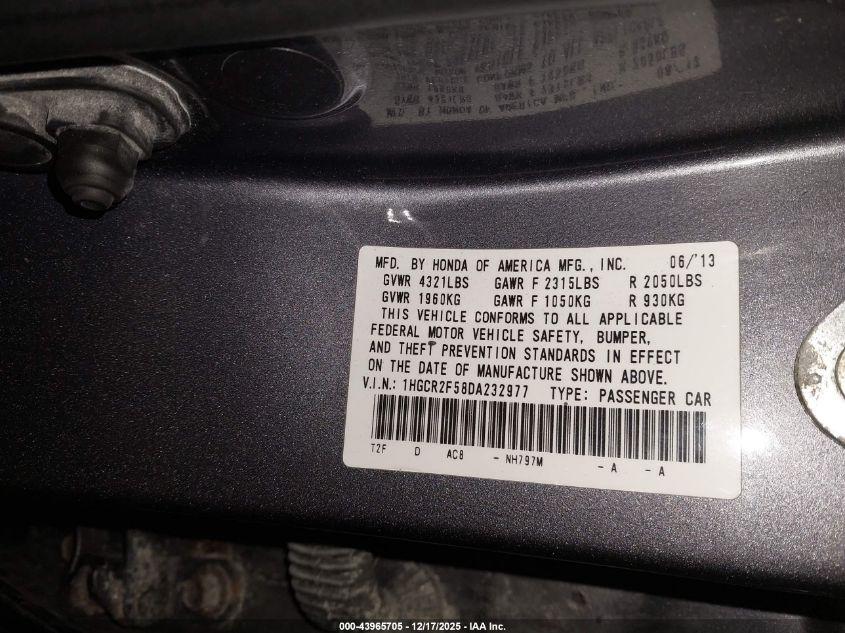 MFD. BY HONDA OF AMERICA MFG., INC. 06/'13
GVWR 4321LBS GAWR F 2315LBS R 2050LBS
GVWR 1960KG GAWR F 1050KG R 930KG
THIS VEHICLE CONFORMS TO ALL APPLICABLE
FEDERAL MOTOR VEHICLE SAFETY, BUMPER,
AND THEFT PREVENTION STANDARDS IN EFFECT
ON THE DATE OF MANUFACTURE SHOWN ABOVE.
V.I.N.: 1HGCR2F58DA232977 TYPE: PASSENGER CAR
T2F D AC8 - NH797M - A - A
000-43965705 - 12/17/2025 - IAA Inc.